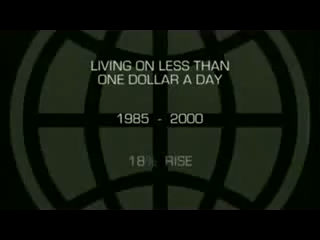 LIVING ON LESS THAN
ONE DOLLAR A DAY
1985 - 2000
18% RISE